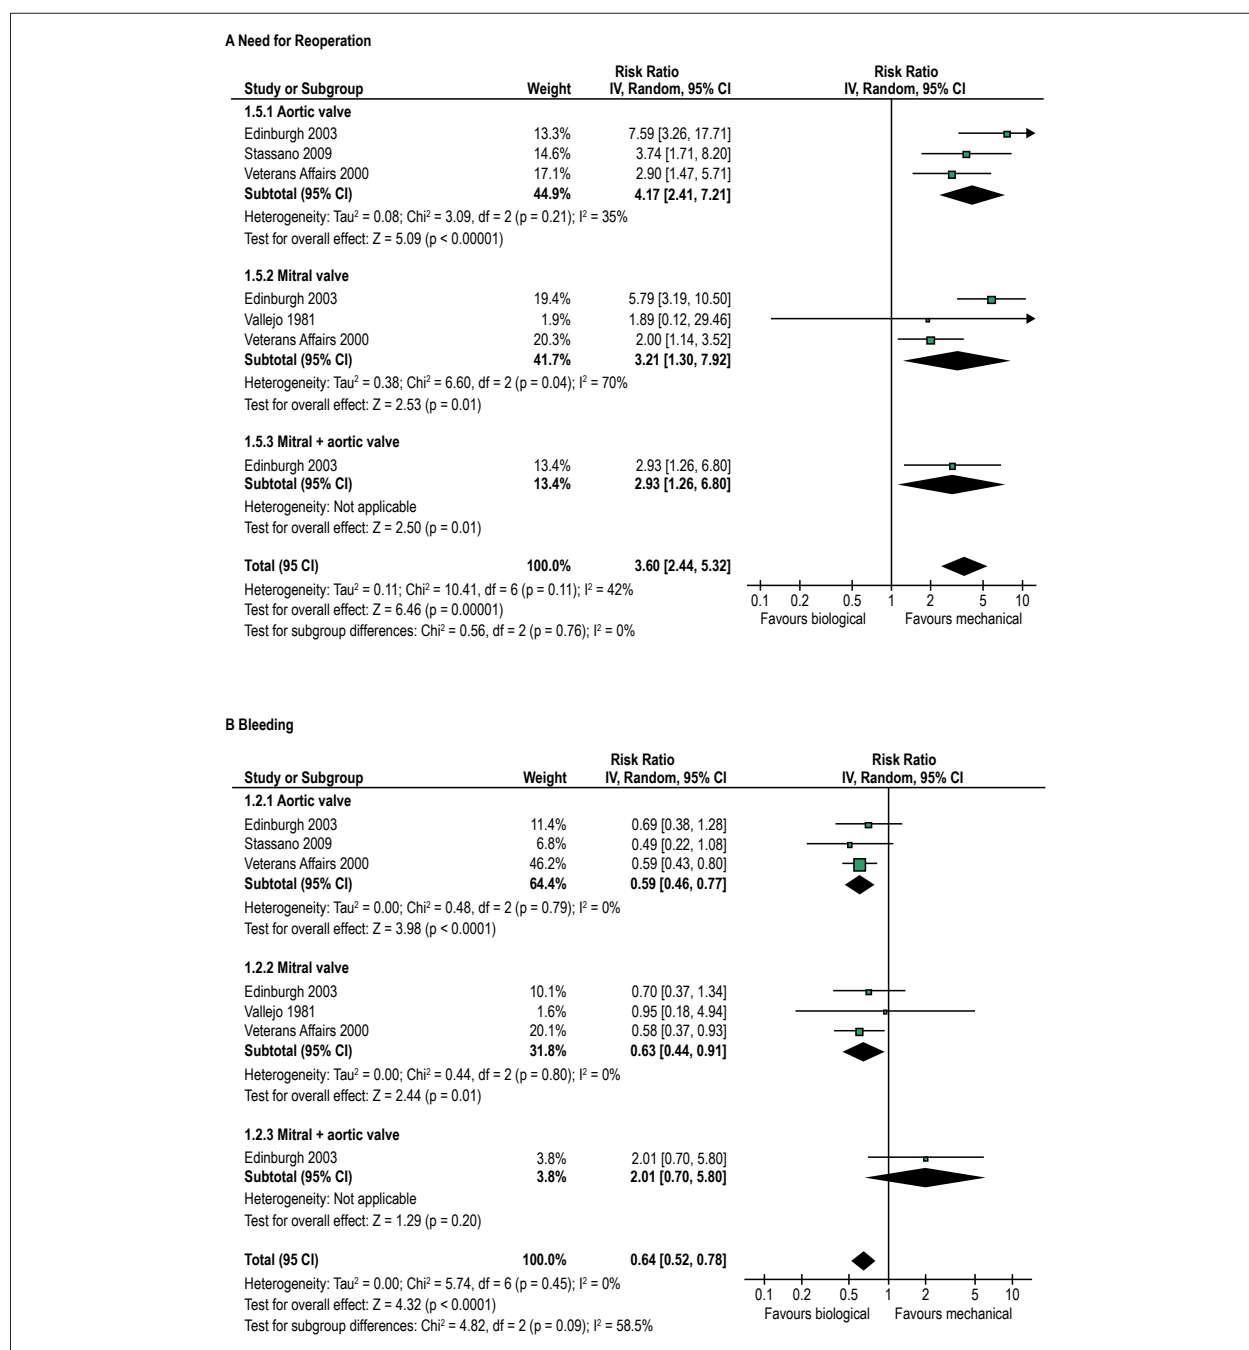 A Need for Reoperation
Risk Ratio Risk Ratio
Study or Subgroup Weight IV, Random, 95% CI IV, Random, 95% CI
1.5.1 Aortic valve
Edinburgh 2003 13.3% 7.59 [3.26, 17.71]
Stassano 2009 14.6% 3.74 [1.71, 8.20]
Veterans Affairs 2000 17.1% 2.90 [1.47, 5.71]
Subtotal (95% CI) 44.9% 4.17 [2.41, 7.21]
Heterogeneity: Tau² = 0.08; Chi² = 3.09, df = 2 (p = 0.21); I² = 35%
Test for overall effect: Z = 5.09 (p < 0.00001)
1.5.2 Mitral valve
Edinburgh 2003 19.4% 5.79 [3.19, 10.50]
Vallejo 1981 1.9% 1.89 [0.12, 29.46]
Veterans Affairs 2000 20.3% 2.00 [1.14, 3.52]
Subtotal (95% CI) 41.7% 3.21 [1.30, 7.92]
Heterogeneity: Tau² = 0.38; Chi² = 6.60, df = 2 (p = 0.04); I² = 70%
Test for overall effect: Z = 2.53 (p = 0.01)
1.5.3 Mitral + aortic valve
Edinburgh 2003 13.4% 2.93 [1.26, 6.80]
Subtotal (95% CI) 13.4% 2.93 [1.26, 6.80]
Heterogeneity: Not applicable
Test for overall effect: Z = 2.50 (p = 0.01)
Total (95 CI) 100.0% 3.60 [2.44, 5.32]
Heterogeneity: Tau² = 0.11; Chi² = 10.41, df = 6 (p = 0.11); I² = 42%
Test for overall effect: Z = 6.46 (p = 0.00001)
Test for subgroup differences: Chi² = 0.56, df = 2 (p = 0.76); I² = 0%
0.1 0.2 0.5 1 2 5 10
Favours biological Favours mechanical
B Bleeding
Risk Ratio Risk Ratio
Study or Subgroup Weight IV, Random, 95% CI IV, Random, 95% CI
1.2.1 Aortic valve
Edinburgh 2003 11.4% 0.69 [0.38, 1.28]
Stassano 2009 6.8% 0.49 [0.22, 1.08]
Veterans Affairs 2000 46.2% 0.59 [0.43, 0.80]
Subtotal (95% CI) 64.4% 0.59 [0.46, 0.77]
Heterogeneity: Tau² = 0.00; Chi² = 0.48, df = 2 (p = 0.79); I² = 0%
Test for overall effect: Z = 3.98 (p < 0.0001)
1.2.2 Mitral valve
Edinburgh 2003 10.1% 0.70 [0.37, 1.34]
Vallejo 1981 1.6% 0.95 [0.18, 4.94]
Veterans Affairs 2000 20.1% 0.58 [0.37, 0.93]
Subtotal (95% CI) 31.8% 0.63 [0.44, 0.91]
Heterogeneity: Tau² = 0.00; Chi² = 0.44, df = 2 (p = 0.80); I² = 0%
Test for overall effect: Z = 2.44 (p = 0.01)
1.2.3 Mitral + aortic valve
Edinburgh 2003 3.8% 2.01 [0.70, 5.80]
Subtotal (95% CI) 3.8% 2.01 [0.70, 5.80]
Heterogeneity: Not applicable
Test for overall effect: Z = 1.29 (p = 0.20)
Total (95 CI) 100.0% 0.64 [0.52, 0.78]
Heterogeneity: Tau² = 0.00; Chi² = 5.74, df = 6 (p = 0.45); I² = 0%
Test for overall effect: Z = 4.32 (p < 0.0001)
Test for subgroup differences: Chi² = 4.82, df = 2 (p = 0.09); I² = 58.5%
0.1 0.2 0.5 1 2 5 10
Favours biological Favours mechanical